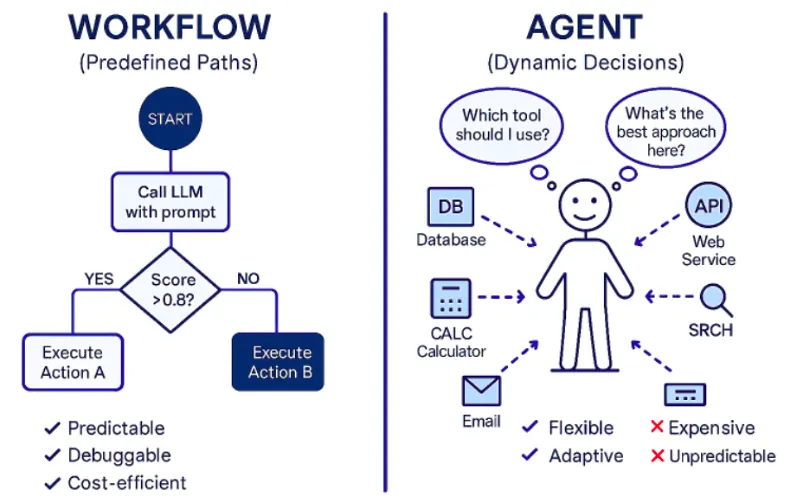 WORKFLOW
(Predefined Paths)
START
Call LLM
with prompt
YES
Score
>0.8?
NO
Execute
Action A
Execute
Action B
✓ Predictable
✓ Debuggable
✓ Cost-efficient
AGENT
(Dynamic Decisions)
Which tool
should I use?
What's the
best approach
here?
DB
Database
API
Web
Service
CALC
Calculator
SRCH
Email
✓ Flexible
✓ Adaptive
✗ Expensive
✗ Unpredictable